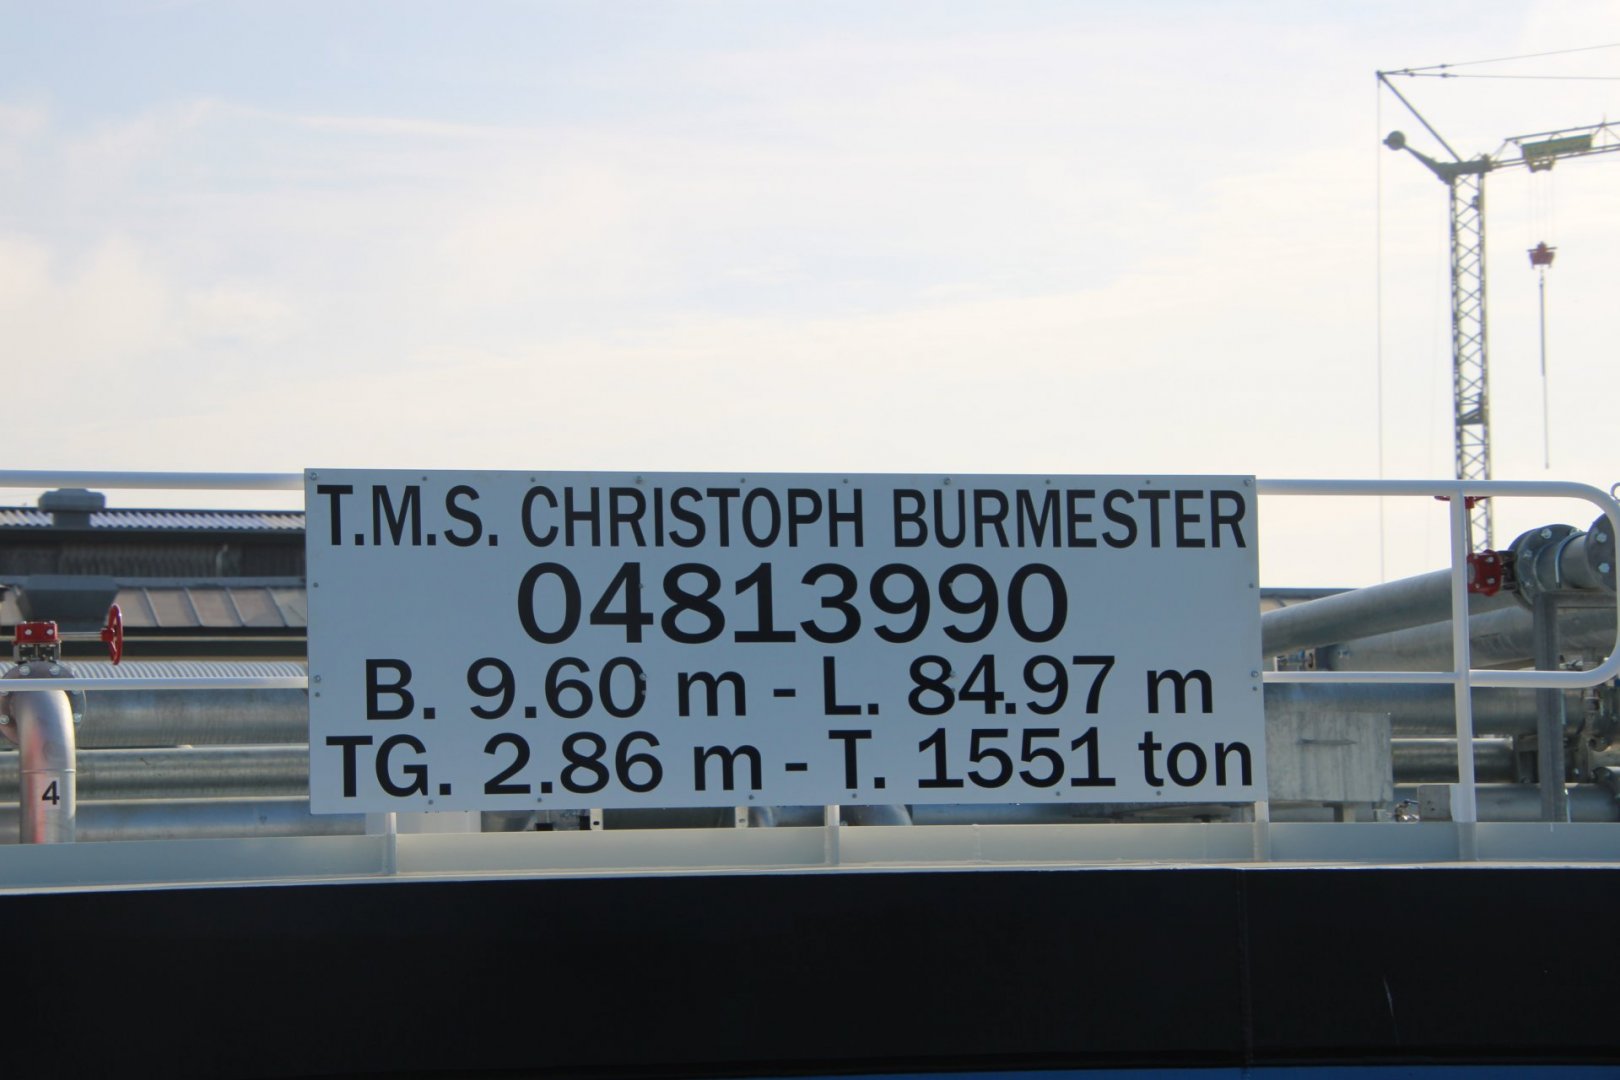 T.M.S. CHRISTOPH BURMESTER
04813990
B. 9.60 m - L. 84.97 m
TG. 2.86 m - T. 1551 ton
4